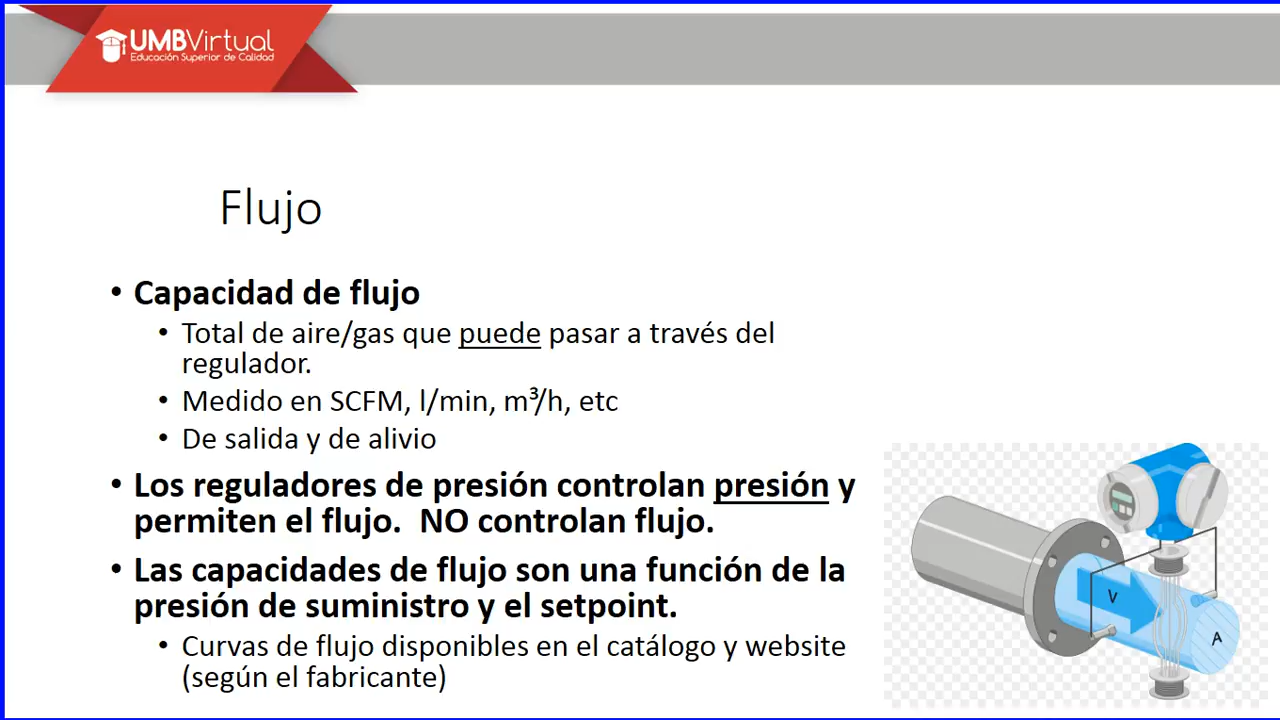 UMBVirtual
Educación Superior de Calidad
Flujo
• Capacidad de flujo
• Total de aire/gas que puede pasar a través del
regulador.
• Medido en SCFM, l/min, m³/h, etc
• De salida y de alivio
• Los reguladores de presión controlan presión y
permiten el flujo. NO controlan flujo.
• Las capacidades de flujo son una función de la
presión de suministro y el setpoint.
• Curvas de flujo disponibles en el catálogo y website
(según el fabricante)
V
A